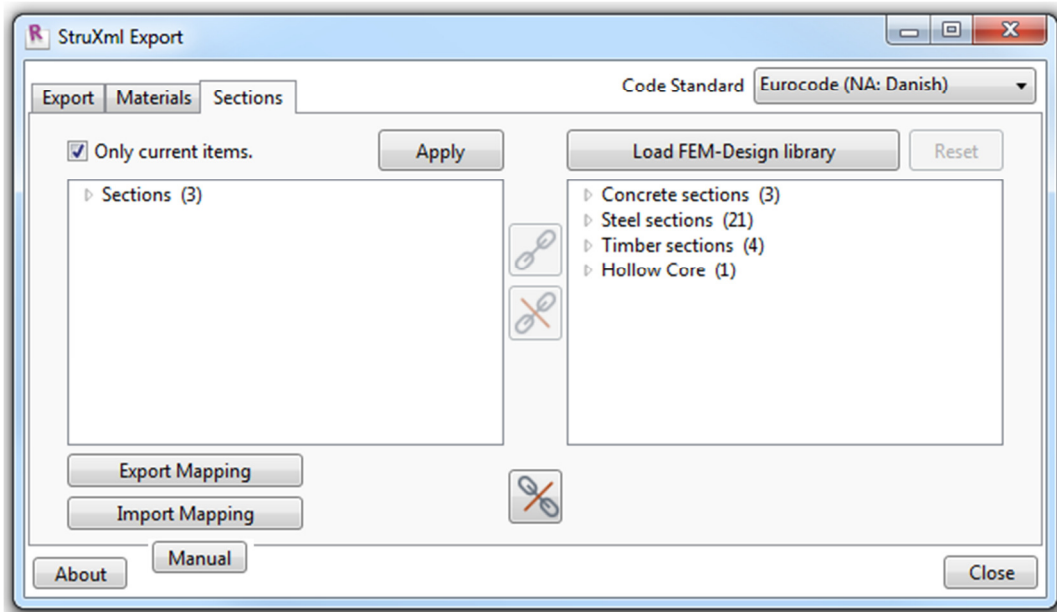 StruXml Export
Code Standard Eurocode (NA: Danish)
Export Materials Sections
Only current items. Apply Load FEM-Design library Reset
Sections (3)
Concrete sections (3)
Steel sections (21)
Timber sections (4)
Hollow Core (1)
Export Mapping
Import Mapping
Manual
About Close